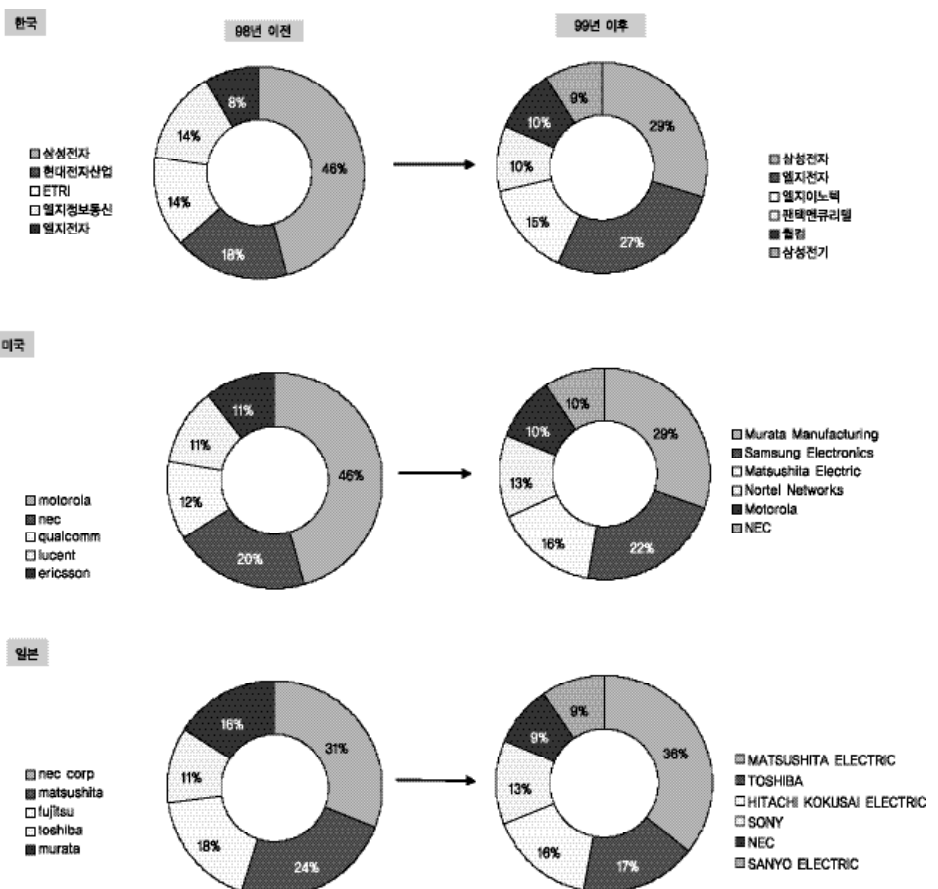 한국
98년 이전
99년 이후
8%
14%
14%
18%
46%
삼성전자
현대전자산업
ETRI
엘지정보통신
엘지전자
9%
10%
10%
15%
27%
29%
삼성전자
엘지전자
엘지이노텍
팬택앤큐리텔
퀄컴
삼성전기
미국
11%
11%
12%
20%
46%
motorola
nec
qualcomm
lucent
ericsson
10%
10%
13%
16%
22%
29%
Murata Manufacturing
Samsung Electronics
Matsushita Electric
Nortel Networks
Motorola
NEC
일본
16%
11%
18%
24%
31%
nec corp
matsushita
fujitsu
toshiba
murata
9%
9%
13%
16%
17%
36%
MATSUSHITA ELECTRIC
TOSHIBA
HITACHI KOKUSAI ELECTRIC
SONY
NEC
SANYO ELECTRIC